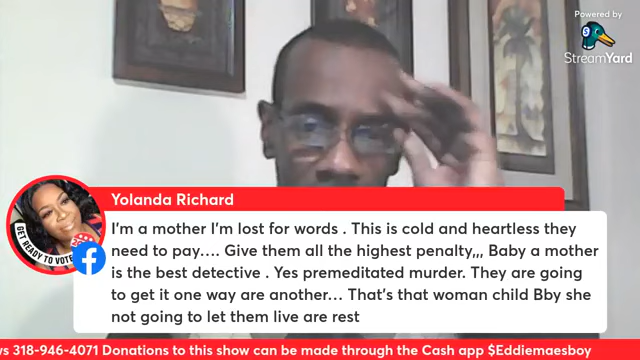 Powered by
StreamYard
Yolanda Richard
I'm a mother I'm lost for words . This is cold and heartless they
need to pay.... Give them all the highest penalty,,, Baby a mother
is the best detective . Yes premeditated murder. They are going
to get it one way are another... That's that woman child Bby she
not going to let them live are rest
GET READY TO VOTE
vs 318-946-4071 Donations to this show can be made through the Cash app $Eddiemaesboy